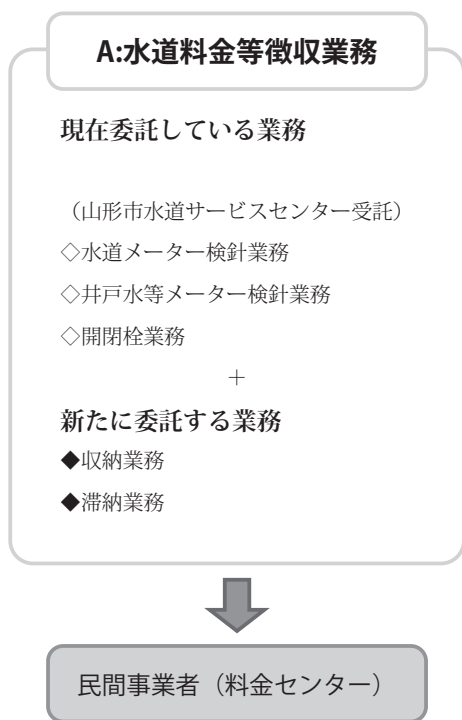 A:水道料金等徴収業務
現在委託している業務
（山形市水道サービスセンター受託）
◇水道メーター検針業務
◇井戸水等メーター検針業務
◇開閉栓業務
＋
新たに委託する業務
◆収納業務
◆滞納業務
民間事業者（料金センター）